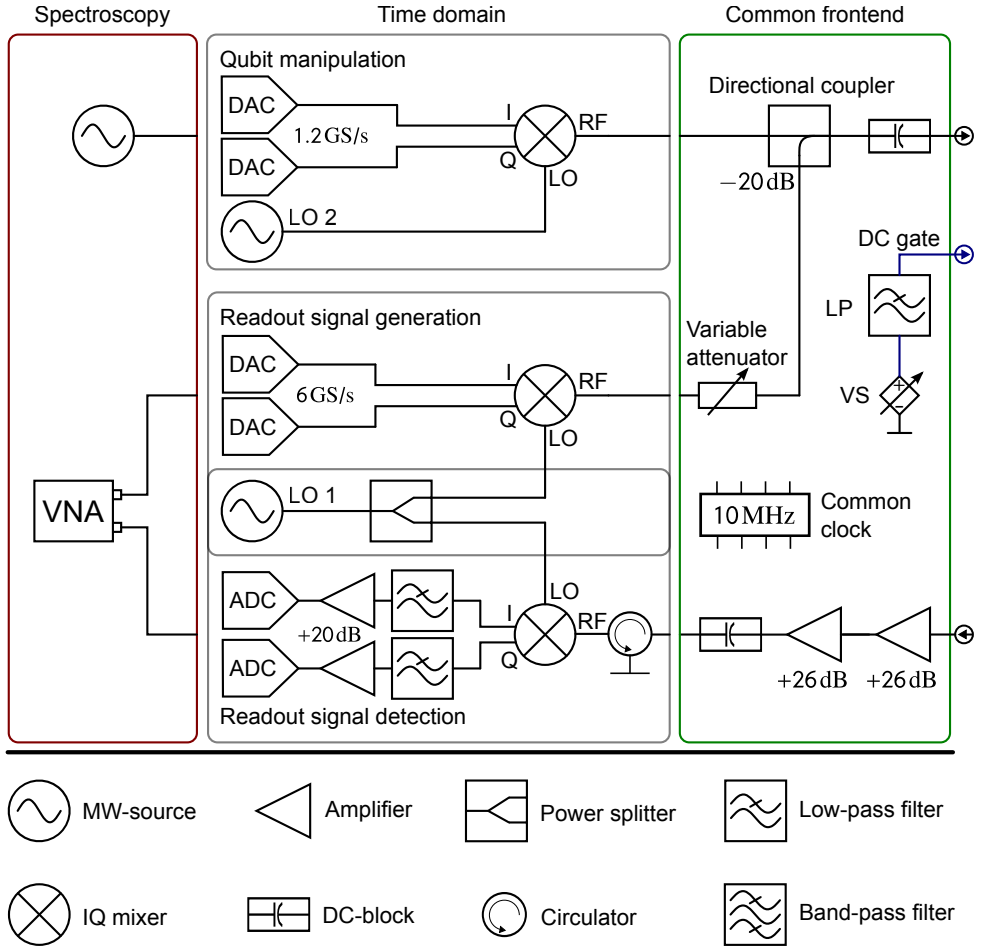 Spectroscopy
Time domain
Common frontend
Qubit manipulation
DAC
1.2 GS/s
DAC
I
Q
RF
LO
LO 2
Directional coupler
−20 dB
DC gate
LP
VS
+
−
Readout signal generation
DAC
6 GS/s
DAC
I
Q
RF
LO
Variable
attenuator
VNA
LO 1
10 MHz
Common
clock
ADC
+20 dB
ADC
LO
I
Q
RF
+26 dB
+26 dB
Readout signal detection
MW-source
Amplifier
Power splitter
Low-pass filter
IQ mixer
DC-block
Circulator
Band-pass filter